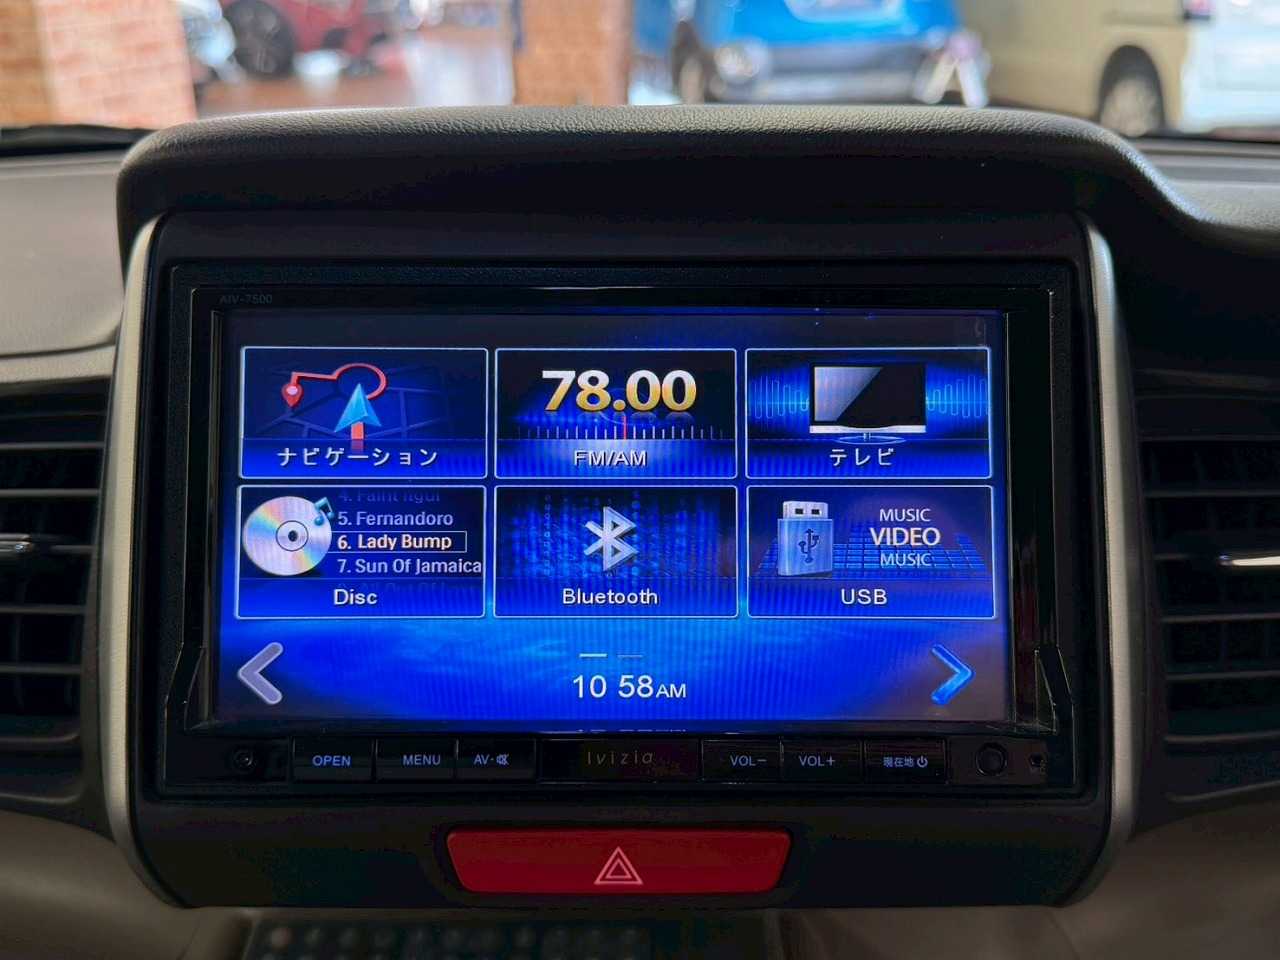 AIV-7500
ナビゲーション
78.00
FM/AM
テレビ
5. Fernandoro
6. Lady Bump
7. Sun Of Jamaica
Disc
Bluetooth
MUSIC
VIDEO
MUSIC
USB
10 58AM
OPEN
MENU
AV・
ivizia
VOL−
VOL+
現在地